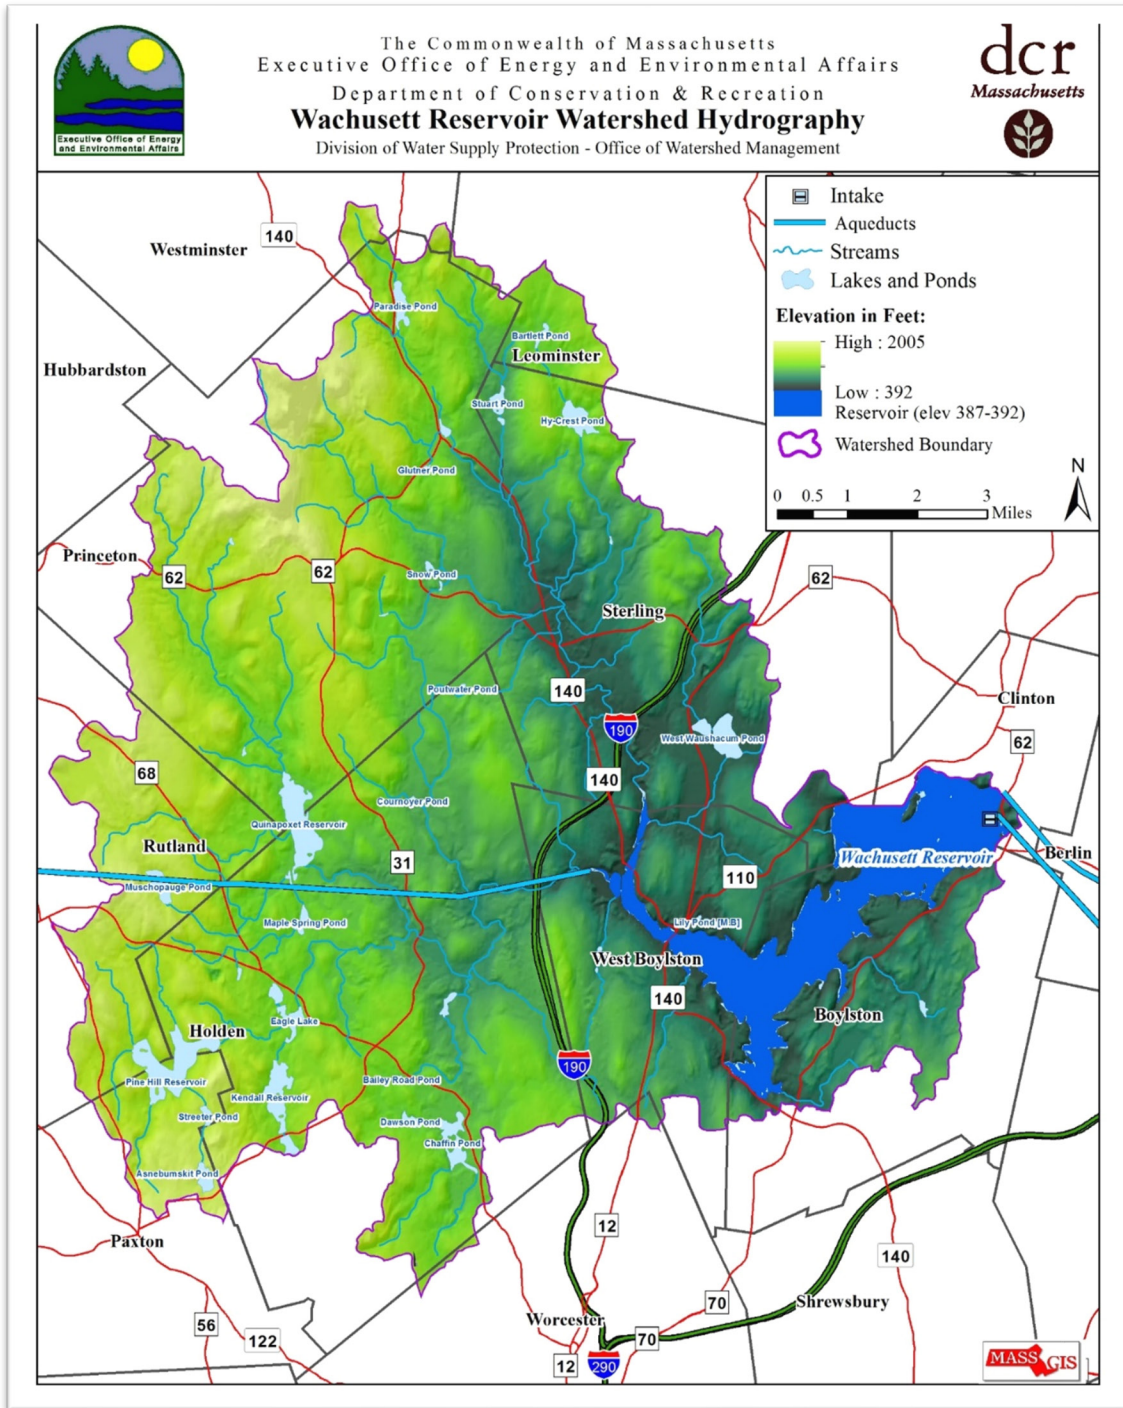 The Commonwealth of Massachusetts
Executive Office of Energy and Environmental Affairs
Department of Conservation & Recreation
Wachusett Reservoir Watershed Hydrography
Division of Water Supply Protection - Office of Watershed Management
Executive Office of Energy
and Environmental Affairs
dcr
Massachusetts
Intake
Aqueducts
Streams
Lakes and Ponds
Elevation in Feet:
High : 2005
Low : 392
Reservoir (elev 387-392)
Watershed Boundary
N
0 0.5 1 2 3
Miles
140
Westminster
Paradise Pond
Bartlett Pond
Leominster
Hubbardston
Stuart Pond
Hy-Crest Pond
Glutner Pond
Princeton
62
62
Snow Pond
62
Sterling
Poutwater Pond
140
Clinton
190
West Waushacum Pond
62
68
140
Cournoyer Pond
Quinapoxet Reservoir
Rutland
31
Wachusett Reservoir
Berlin
Muschopauge Pond
110
Maple Spring Pond
Lily Pond [M.B]
West Boylston
140
Eagle Lake
Boylston
Holden
190
Pine Hill Reservoir
Bailey Road Pond
Kendall Reservoir
Streeter Pond
Dawson Pond
Chaffin Pond
Asnebumskit Pond
Paxton
12
140
70
Shrewsbury
56
122
Worcester
70
12
290
MASS GIS